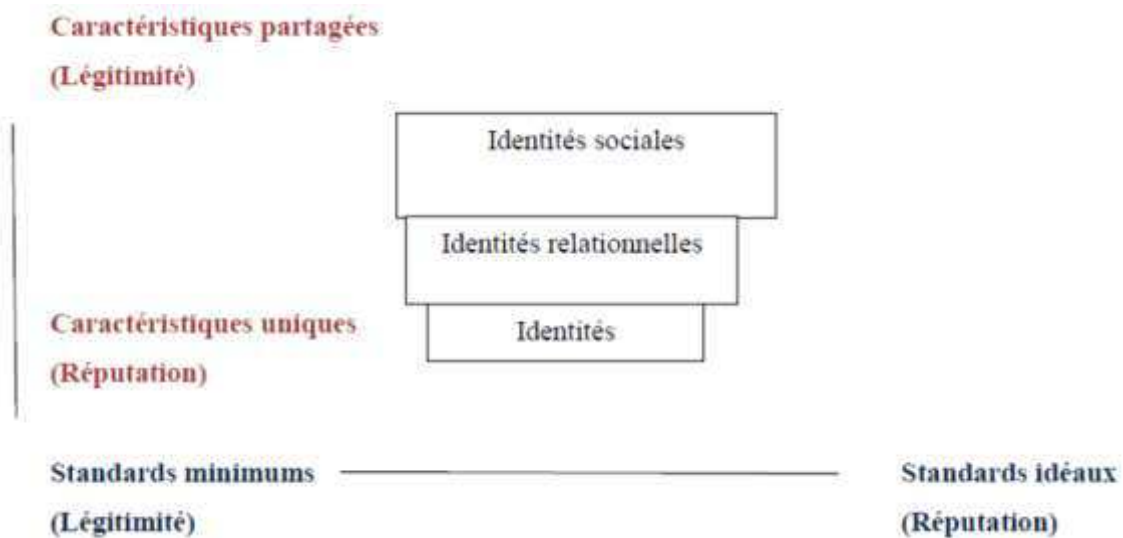 Caractéristiques partagées
(Légitimité)
Identités sociales
Identités relationnelles
Caractéristiques uniques
(Réputation)
Identités
Standards minimums
(Légitimité)
Standards idéaux
(Réputation)